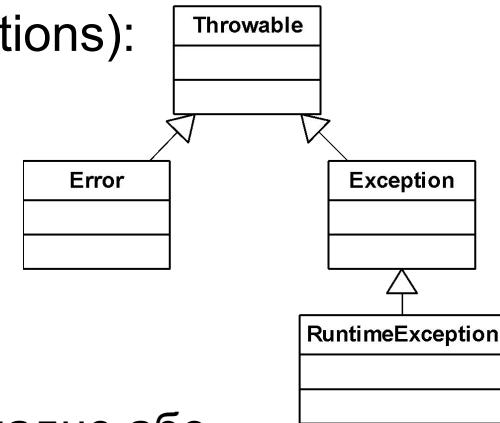 tions):
Throwable
Error
Exception
RuntimeException
або